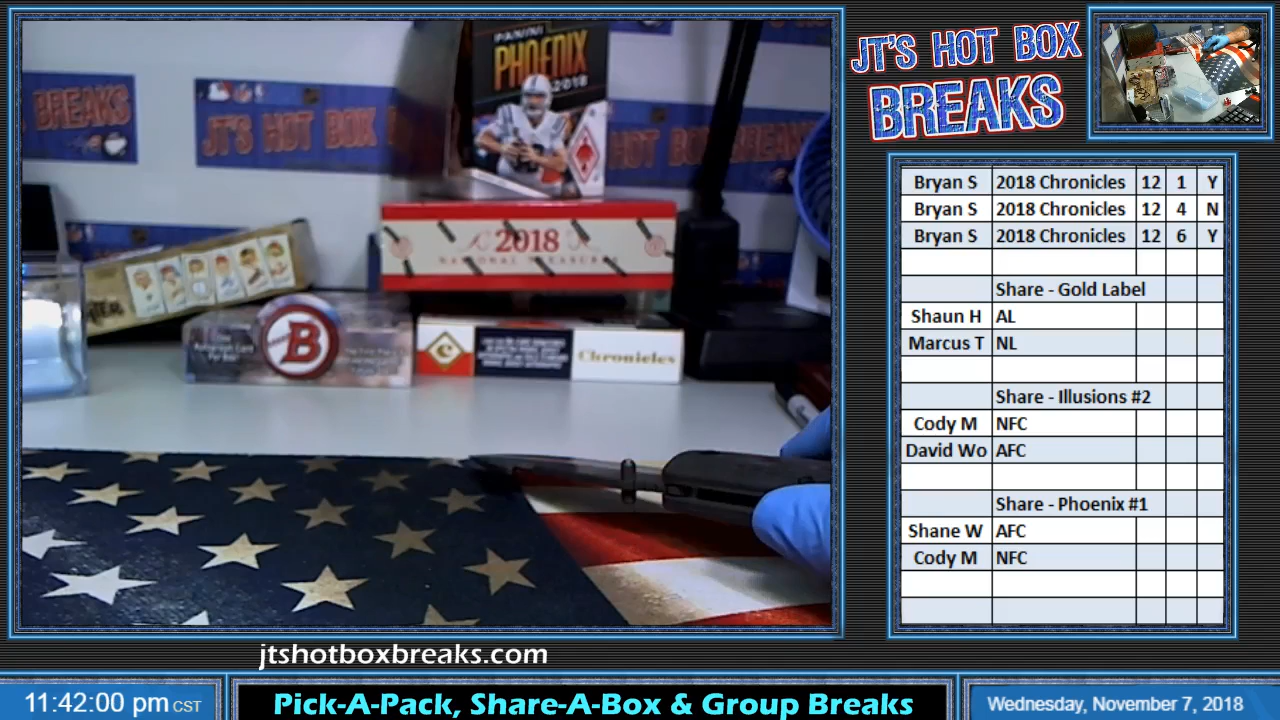 PANINI
PHOENIX
2018
BREAKS
JT'S HOT BOX
HOT BOX BREAKS
2018
NATIONAL TREASURES
B
c
Chronicles
JT'S HOT BOX
BREAKS
Bryan S 2018 Chronicles 12 1 Y
Bryan S 2018 Chronicles 12 4 N
Bryan S 2018 Chronicles 12 6 Y
Share - Gold Label
Shaun H AL
Marcus T NL
Share - Illusions #2
Cody M NFC
David Wo AFC
Share - Phoenix #1
Shane W AFC
Cody M NFC
jtshotboxbreaks.com
11:42:00 pm CST
Pick-A-Pack, Share-A-Box & Group Breaks
Wednesday, November 7, 2018